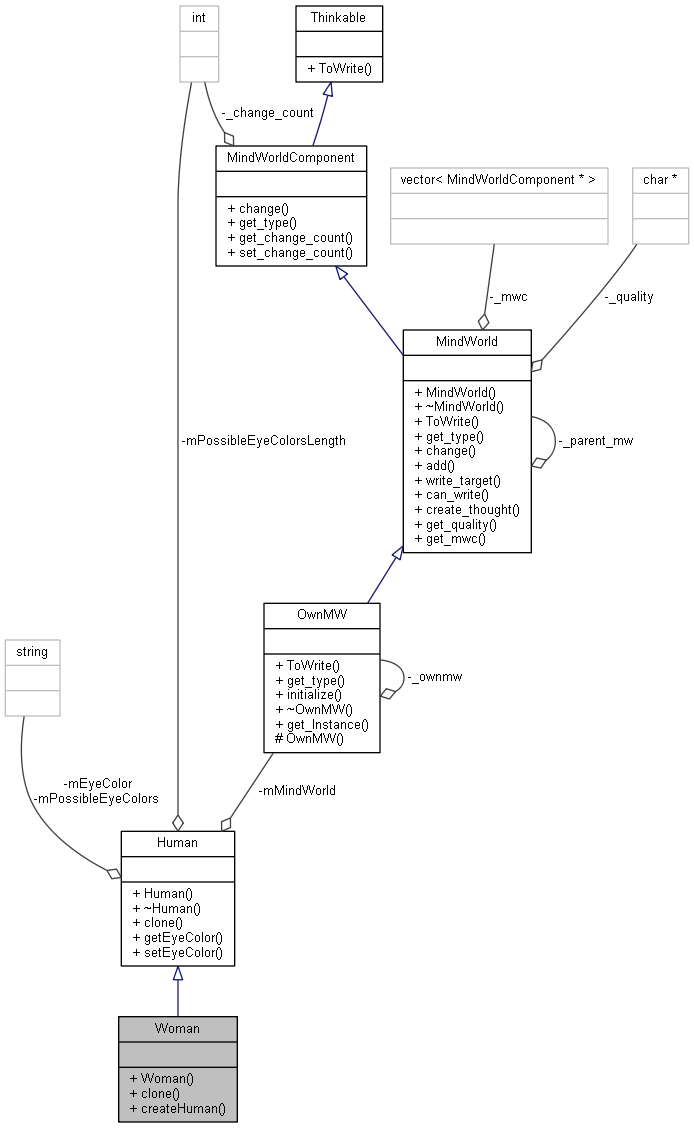 int
Thinkable
+ ToWrite()
-_change_count
MindWorldComponent
+ change()
+ get_type()
+ get_change_count()
+ set_change_count()
vector< MindWorldComponent * >
char *
-_mwc
-_quality
MindWorld
+ MindWorld()
+ ~MindWorld()
+ ToWrite()
+ get_type()
+ change()
+ add()
+ write_target()
+ can_write()
+ create_thought()
+ get_quality()
+ get_mwc()
-_parent_mw
-mPossibleEyeColorsLength
OwnMW
+ ToWrite()
+ get_type()
+ initialize()
+ ~OwnMW()
+ get_Instance()
# OwnMW()
-_ownmw
string
-mEyeColor
-mPossibleEyeColors
-mMindWorld
Human
+ Human()
+ ~Human()
+ clone()
+ getEyeColor()
+ setEyeColor()
Woman
+ Woman()
+ clone()
+ createHuman()